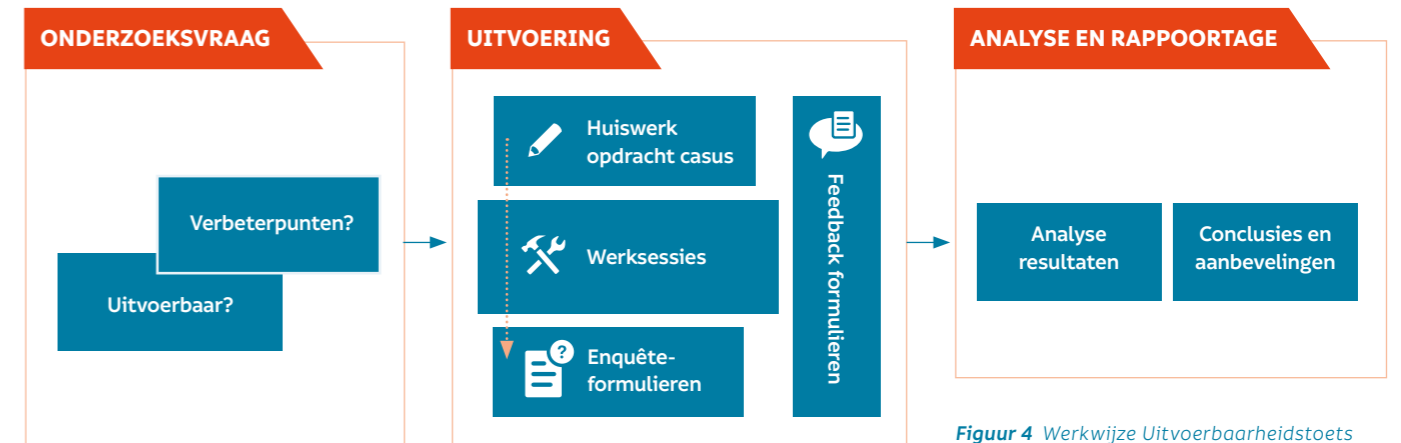 ONDERZOEKSVRAAG
Verbeterpunten?
Uitvoerbaar?
UITVOERING
Huiswerk
opdracht casus
Werksessies
?
Enquête-
formulieren
Feedback formulieren
ANALYSE EN RAPPOORTAGE
Analyse
resultaten
Conclusies en
aanbevelingen
Figuur 4 Werkwijze Uitvoerbaarheidstoets